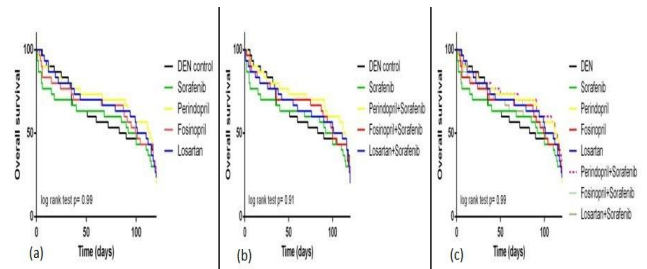 100
50
0
0 50 100
Overall survival
Time (days)
log rank test p= 0.99
DEN control
Sorafenib
Perindopril
Fosinopril
Losartan
(a)
100
50
0
0 50 100
Overall survival
Time (days)
log rank test p= 0.91
DEN control
Sorafenib
Perindopril+Sorafenib
Fosinopril+Sorafenib
Losartan+Sorafenib
(b)
100
50
0
0 50 100
Overall survival
Time (days)
log rank test p= 0.99
DEN
Sorafenib
Perindopril
Fosinopril
Losartan
Perindopril+Sorafenib
Fosinopril+Sorafenib
Losartan+Sorafenib
(c)